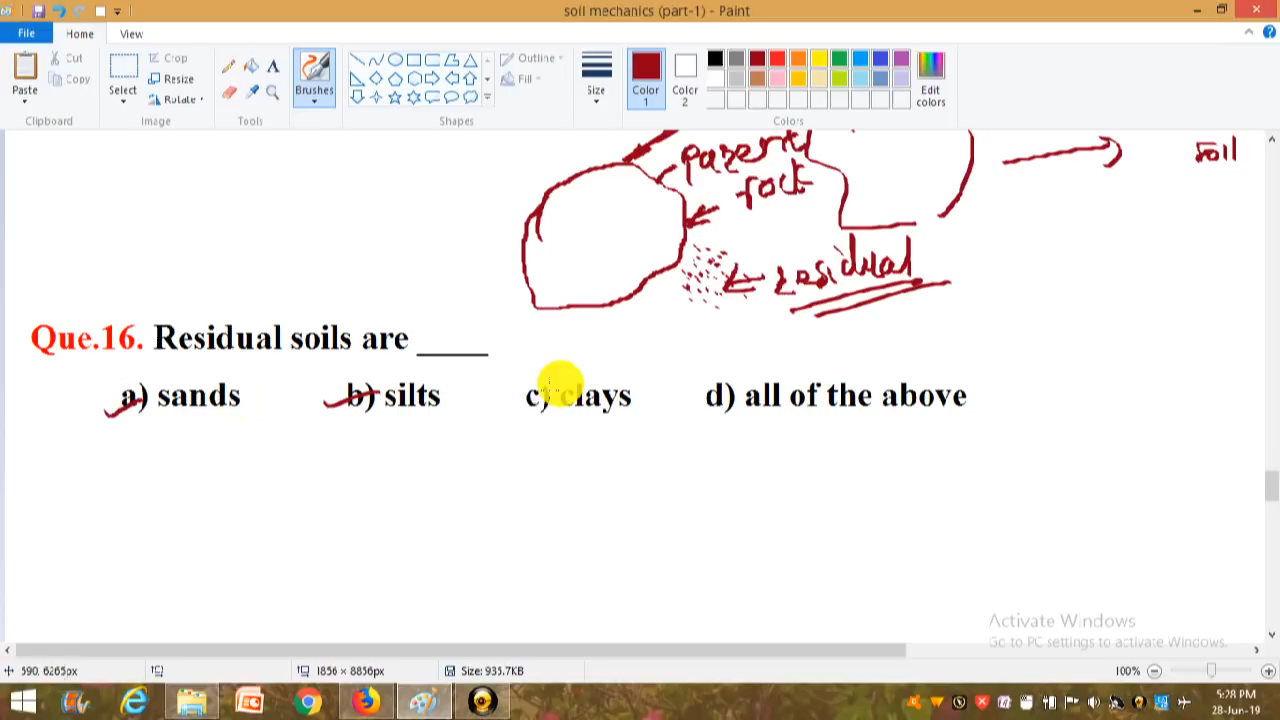 soil mechanics (part-1) - Paint
File Home View
Paste
Cut
Copy
Clipboard
Select
Crop
Resize
Rotate
Image
Tools
Brushes
Shapes
Outline
Fill
Size
Color 1
Color 2
Edit colors
Colors
rock
soil
residual
Que.16. Residual soils are _____
a) sands b) silts c) clays d) all of the above
Activate Windows
Go to PC settings to activate Windows.
590, 6265px 1856 × 8856px Size: 935.7KB 100%
5:28 PM
28-Jun-19